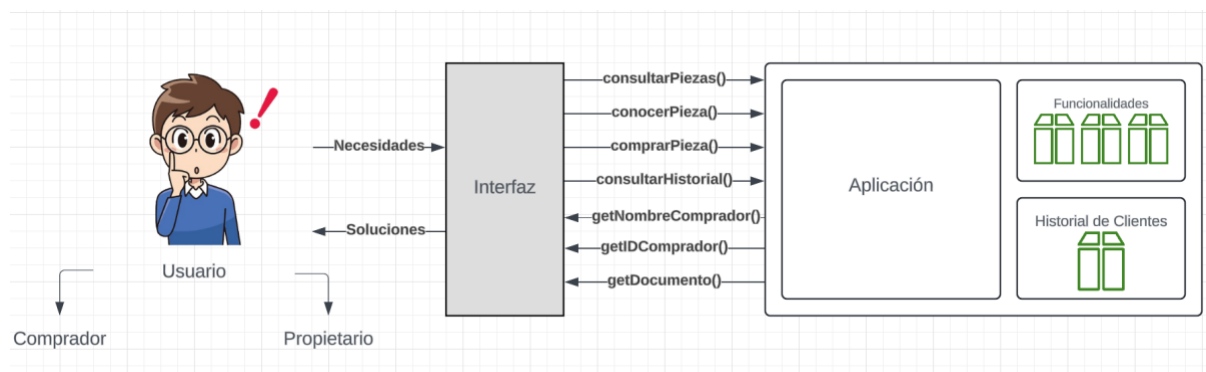 Necesidades
Soluciones
Usuario
Comprador
Propietario
Interfaz
consultarPiezas()
conocerPieza()
comprarPieza()
consultarHistorial()
getNombreComprador()
getIDComprador()
getDocumento()
Aplicación
Funcionalidades
Historial de Clientes